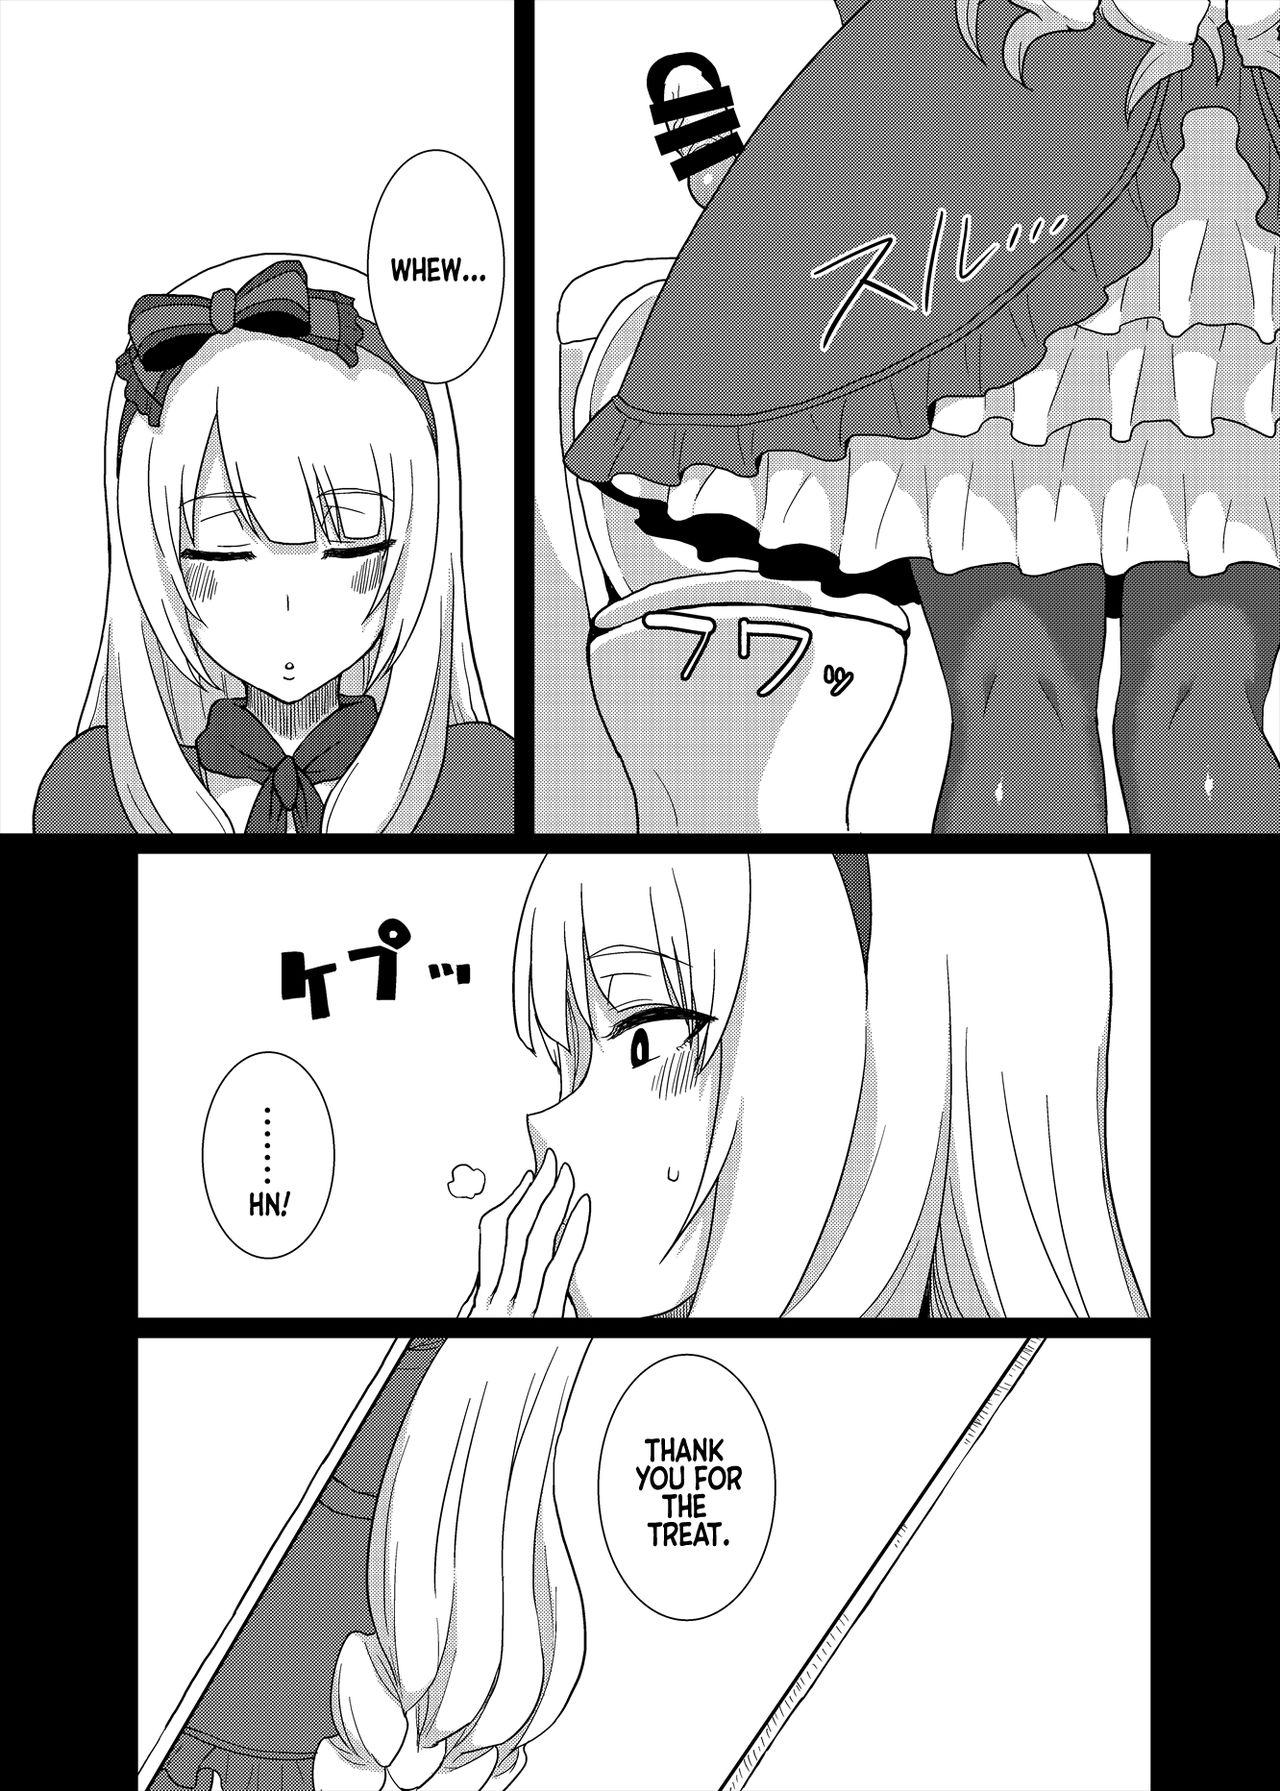 スル…
フワッ
WHEW...
ケプッ
.......
HN!
THANK
YOU FOR
THE
TREAT.